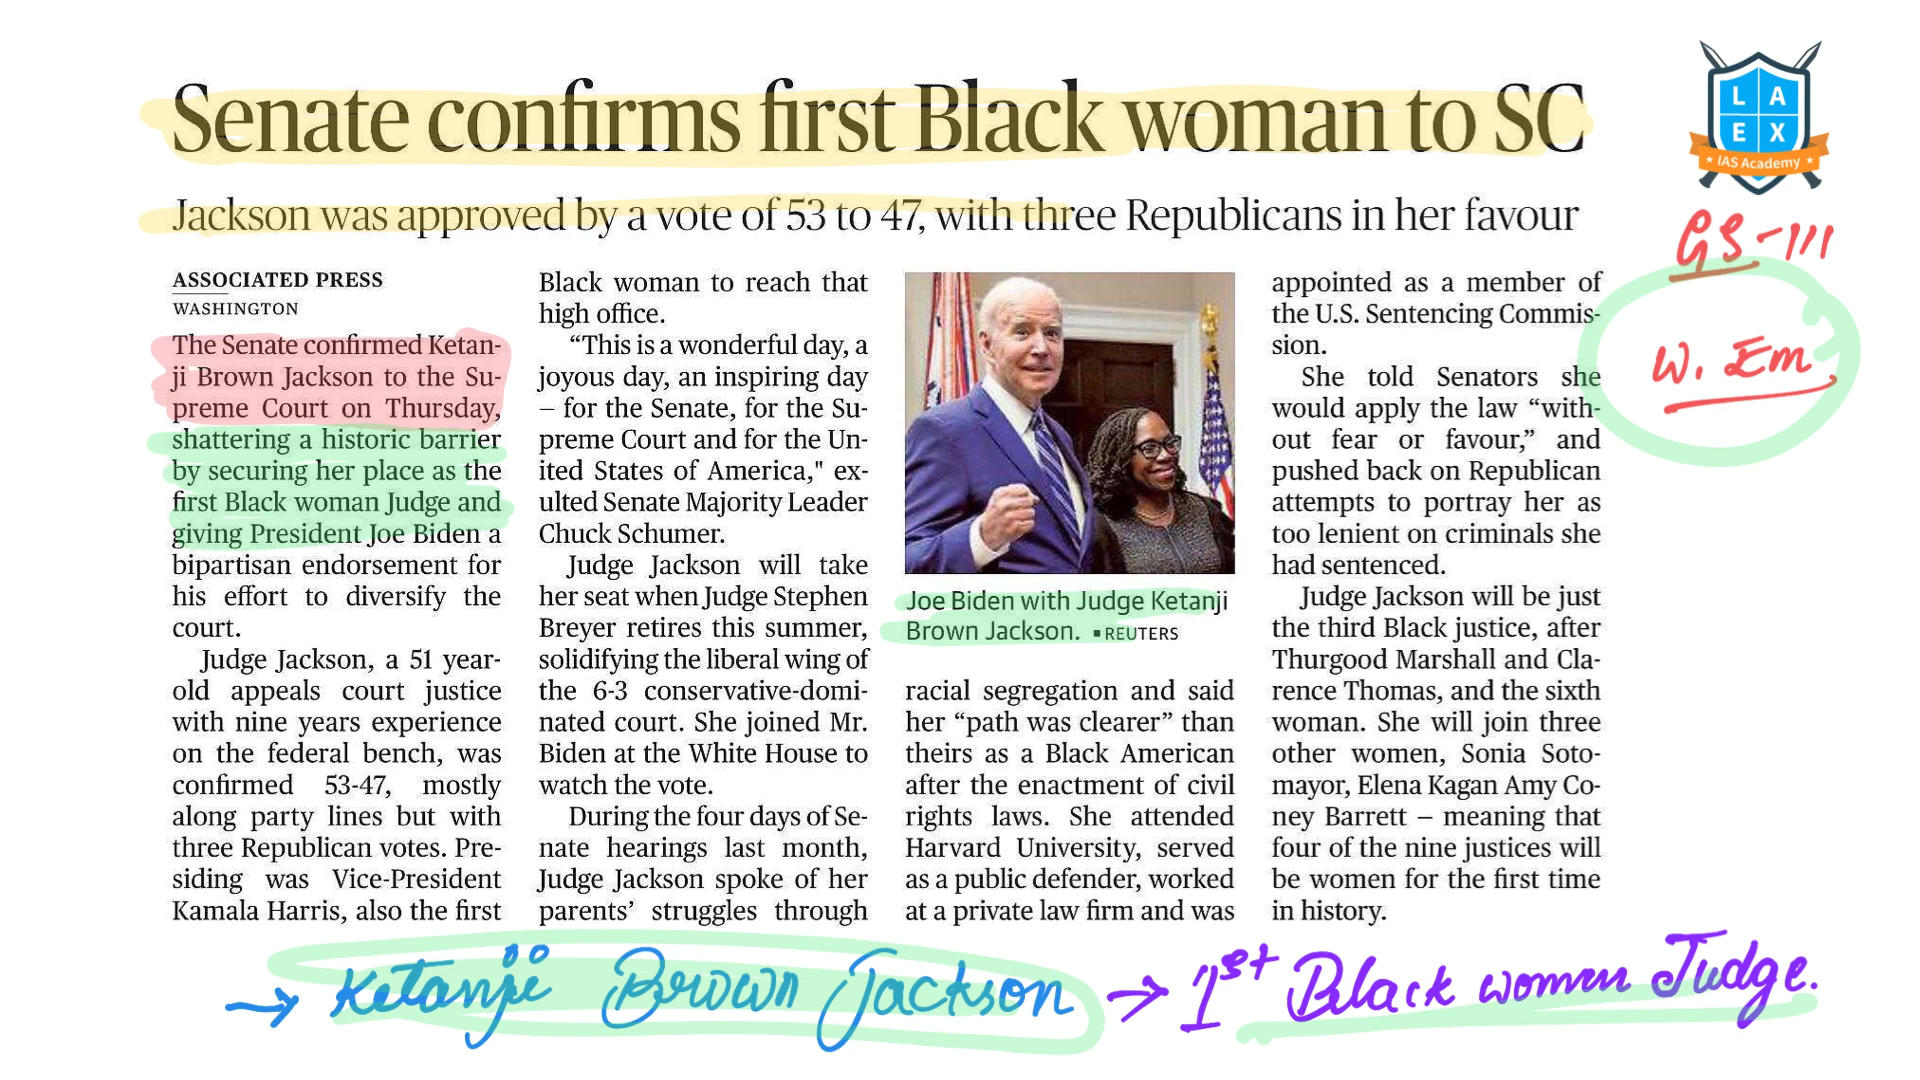 Senate confirms first Black woman to SC
Jackson was approved by a vote of 53 to 47, with three Republicans in her favour
ASSOCIATED PRESS
WASHINGTON
The Senate confirmed Ketan-
ji Brown Jackson to the Su-
preme Court on Thursday,
shattering a historic barrier
by securing her place as the
first Black woman Judge and
giving President Joe Biden a
bipartisan endorsement for
his effort to diversify the
court.
Judge Jackson, a 51 year-
old appeals court justice
with nine years experience
on the federal bench, was
confirmed 53-47, mostly
along party lines but with
three Republican votes. Pre-
siding was Vice-President
Kamala Harris, also the first
Black woman to reach that
high office.
“This is a wonderful day, a
joyous day, an inspiring day
– for the Senate, for the Su-
preme Court and for the Un-
ited States of America," ex-
ulted Senate Majority Leader
Chuck Schumer.
Judge Jackson will take
her seat when Judge Stephen
Breyer retires this summer,
solidifying the liberal wing of
the 6-3 conservative-domi-
nated court. She joined Mr.
Biden at the White House to
watch the vote.
During the four days of Se-
nate hearings last month,
Judge Jackson spoke of her
parents’ struggles through
Joe Biden with Judge Ketanji
Brown Jackson. ▪ REUTERS
racial segregation and said
her “path was clearer” than
theirs as a Black American
after the enactment of civil
rights laws. She attended
Harvard University, served
as a public defender, worked
at a private law firm and was
appointed as a member of
the U.S. Sentencing Commis-
sion.
She told Senators she
would apply the law “with-
out fear or favour,” and
pushed back on Republican
attempts to portray her as
too lenient on criminals she
had sentenced.
Judge Jackson will be just
the third Black justice, after
Thurgood Marshall and Cla-
rence Thomas, and the sixth
woman. She will join three
other women, Sonia Soto-
mayor, Elena Kagan Amy Co-
ney Barrett – meaning that
four of the nine justices will
be women for the first time
in history.
L A
E X
IAS Academy
GS-III
W. Em
→ Ketanji Brown Jackson → 1st Black women Judge.